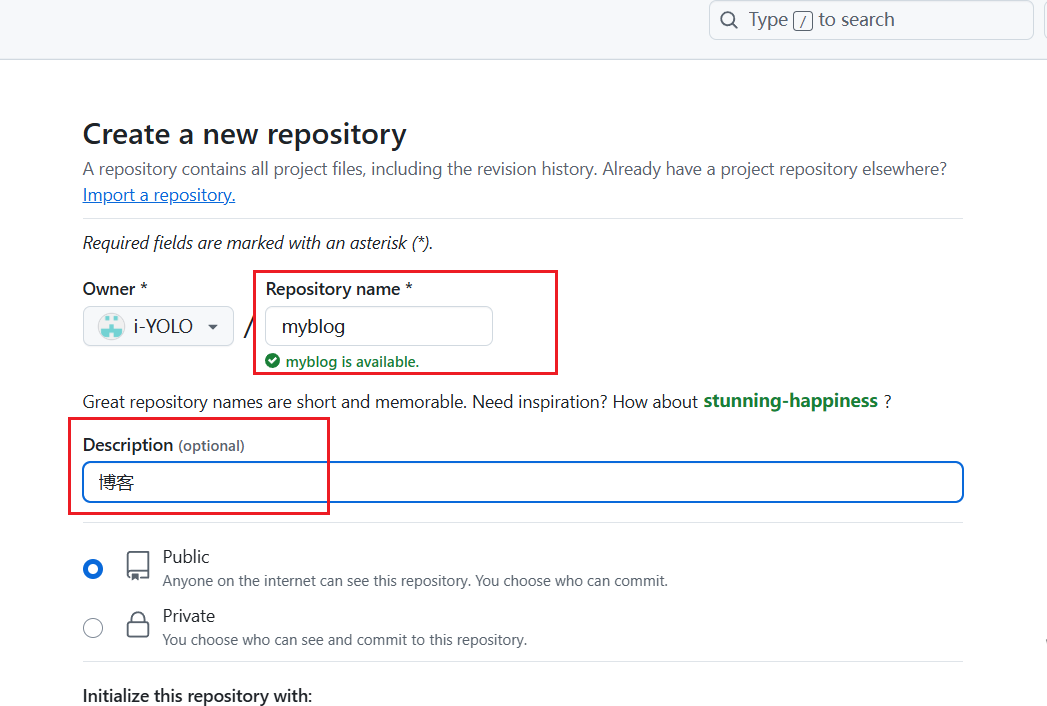 Type / to search
Create a new repository
A repository contains all project files, including the revision history. Already have a project repository elsewhere?
Import a repository.
Required fields are marked with an asterisk (*).
Owner * Repository name *
i-YOLO / myblog
myblog is available.
Great repository names are short and memorable. Need inspiration? How about stunning-happiness ?
Description (optional)
博客
Public
Anyone on the internet can see this repository. You choose who can commit.
Private
You choose who can see and commit to this repository.
Initialize this repository with: